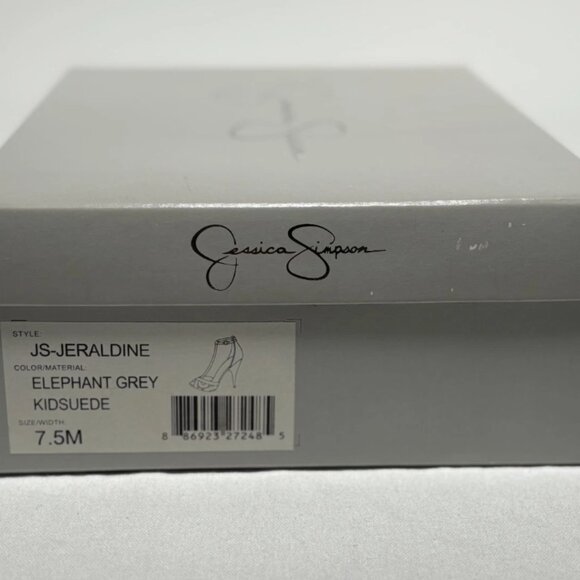 Jessica Simpson
STYLE:
JS-JERALDINE
COLOR/MATERIAL:
ELEPHANT GREY
KIDSUEDE
SIZE/WIDTH:
7.5M
8 86923 27248 5